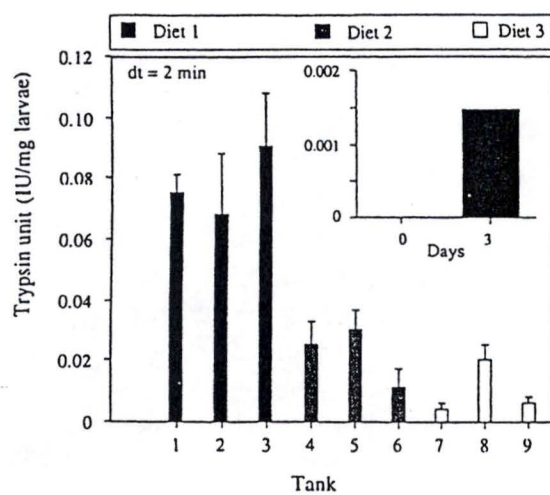 Diet 1 Diet 2 Diet 3
dt = 2 min
Trypsin unit (IU/mg larvae)
0.12
0.10
0.08
0.06
0.04
0.02
0
0.002
0.001
0
0 3
Days
1 2 3 4 5 6 7 8 9
Tank